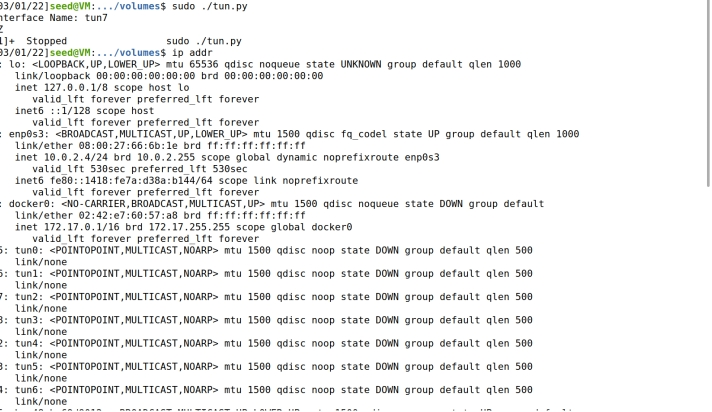 03/01/22]seed@VM:.../volumes$ sudo ./tun.py
nterface Name: tun7
Z
1]+  Stopped                 sudo ./tun.py
03/01/22]seed@VM:.../volumes$ ip addr
: lo: <LOOPBACK,UP,LOWER_UP> mtu 65536 qdisc noqueue state UNKNOWN group default qlen 1000
link/loopback 00:00:00:00:00:00 brd 00:00:00:00:00:00
inet 127.0.0.1/8 scope host lo
valid_lft forever preferred_lft forever
inet6 ::1/128 scope host
valid_lft forever preferred_lft forever
: enp0s3: <BROADCAST,MULTICAST,UP,LOWER_UP> mtu 1500 qdisc fq_codel state UP group default qlen 1000
link/ether 08:00:27:66:6b:1e brd ff:ff:ff:ff:ff:ff
inet 10.0.2.4/24 brd 10.0.2.255 scope global dynamic noprefixroute enp0s3
valid_lft 530sec preferred_lft 530sec
inet6 fe80::1418:fe7a:d38a:b144/64 scope link noprefixroute
valid_lft forever preferred_lft forever
: docker0: <NO-CARRIER,BROADCAST,MULTICAST,UP> mtu 1500 qdisc noqueue state DOWN group default
link/ether 02:42:e7:60:57:a8 brd ff:ff:ff:ff:ff:ff
inet 172.17.0.1/16 brd 172.17.255.255 scope global docker0
valid_lft forever preferred_lft forever
5: tun0: <POINTOPOINT,MULTICAST,NOARP> mtu 1500 qdisc noop state DOWN group default qlen 500
link/none
5: tun1: <POINTOPOINT,MULTICAST,NOARP> mtu 1500 qdisc noop state DOWN group default qlen 500
link/none
7: tun2: <POINTOPOINT,MULTICAST,NOARP> mtu 1500 qdisc noop state DOWN group default qlen 500
link/none
3: tun3: <POINTOPOINT,MULTICAST,NOARP> mtu 1500 qdisc noop state DOWN group default qlen 500
link/none
2: tun4: <POINTOPOINT,MULTICAST,NOARP> mtu 1500 qdisc noop state DOWN group default qlen 500
link/none
3: tun5: <POINTOPOINT,MULTICAST,NOARP> mtu 1500 qdisc noop state DOWN group default qlen 500
link/none
4: tun6: <POINTOPOINT,MULTICAST,NOARP> mtu 1500 qdisc noop state DOWN group default qlen 500
link/none